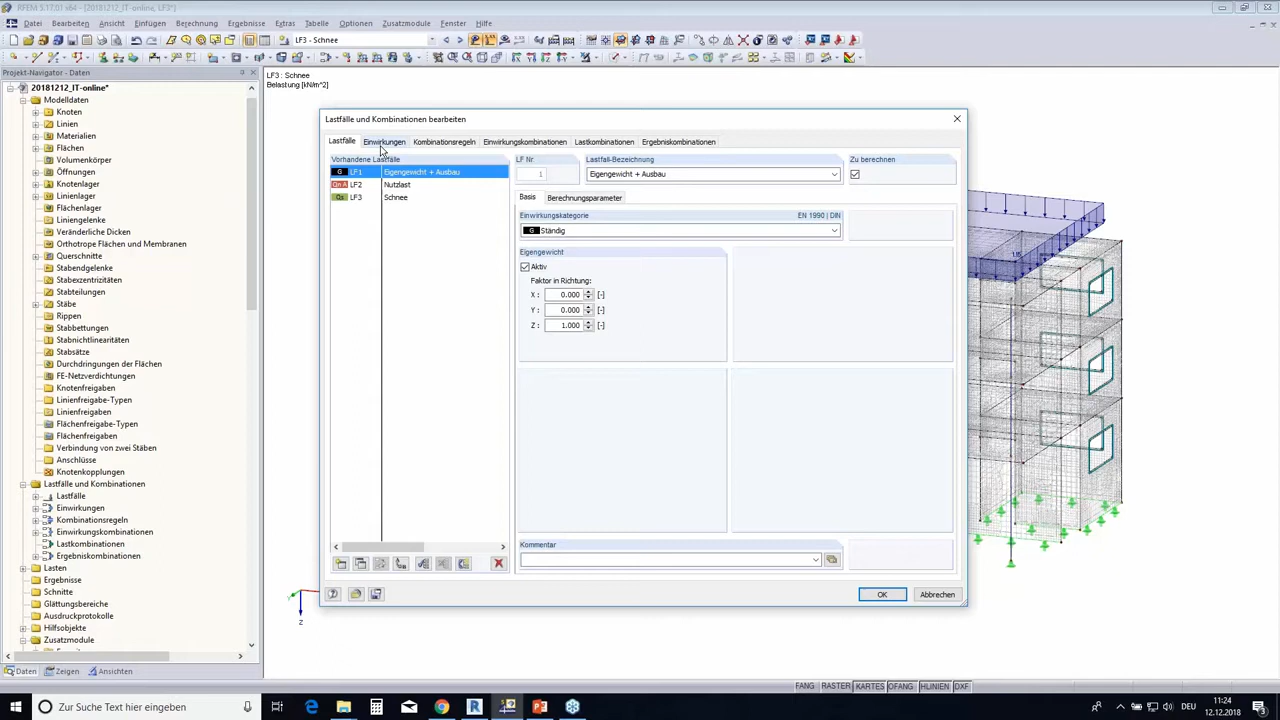 RFEM 5.17.01 x64 - [20181212_IT-online, LF3*]
Datei Bearbeiten Ansicht Einfügen Berechnung Ergebnisse Extras Tabelle Optionen Zusatzmodule Fenster Hilfe
LF3 - Schnee
Projekt-Navigator - Daten
20181212_IT-online*
Modelldaten
Knoten
Linien
Materialien
Flächen
Volumenkörper
Öffnungen
Knotenlager
Linienlager
Flächenlager
Liniengelenke
Veränderliche Dicken
Orthotrope Flächen und Membranen
Querschnitte
Stabendgelenke
Stabexzentrizitäten
Stabteilungen
Stäbe
Rippen
Stabbettungen
Stabnichtlinearitäten
Stabsätze
Durchdringungen der Flächen
FE-Netzverdichtungen
Knotenfreigaben
Linienfreigabe-Typen
Linienfreigaben
Flächenfreigabe-Typen
Flächenfreigaben
Verbindung von zwei Stäben
Anschlüsse
Knotenkopplungen
Lastfälle und Kombinationen
Lastfälle
Einwirkungen
Kombinationsregeln
Einwirkungskombinationen
Lastkombinationen
Ergebniskombinationen
Lasten
Ergebnisse
Schnitte
Glättungsbereiche
Ausdruckprotokolle
Hilfsobjekte
Zusatzmodule
Daten Zeigen Ansichten
LF3 : Schnee
Belastung [kN/m^2]
Lastfälle und Kombinationen bearbeiten
Lastfälle Einwirkungen Kombinationsregeln Einwirkungskombinationen Lastkombinationen Ergebniskombinationen
Vorhandene Lastfälle
G LF1 Eigengewicht + Ausbau
Qn A LF2 Nutzlast
Qs LF3 Schnee
LF Nr.
1
Lastfall-Bezeichnung
Eigengewicht + Ausbau
Zu berechnen
Basis Berechnungsparameter
Einwirkungskategorie EN 1990 | DIN
G Ständig
Eigengewicht
Aktiv
Faktor in Richtung:
X : 0.000 [-]
Y : 0.000 [-]
Z : 1.000 [-]
Kommentar
OK Abbrechen
Y
Z
FANG RASTER KARTES OFANG HLINIEN DXF
Zur Suche Text hier eingeben
DEU
11:24
12.12.2018